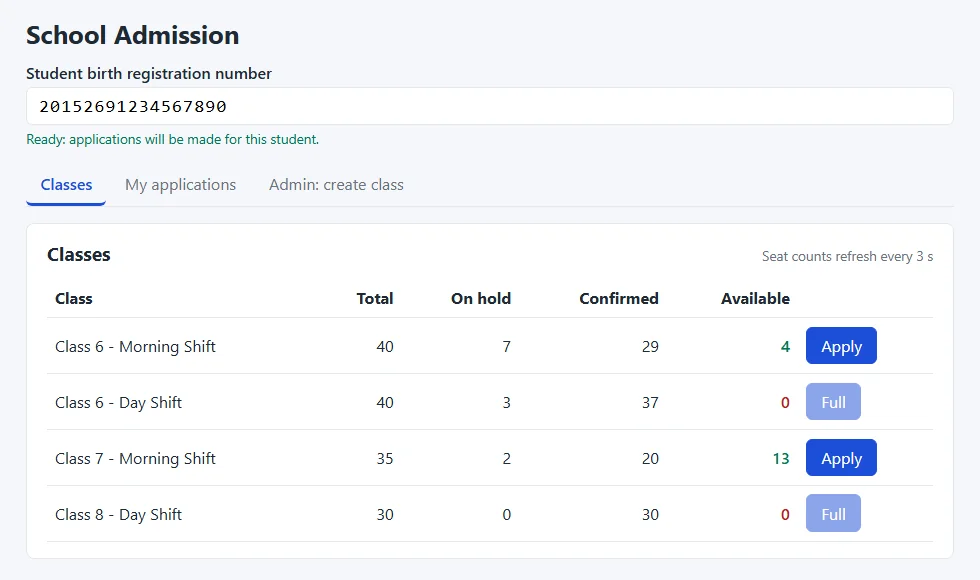 School Admission
Student birth registration number
20152691234567890
Ready: applications will be made for this student.
Classes My applications Admin: create class
Classes Seat counts refresh every 3 s
Class Total On hold Confirmed Available
Class 6 - Morning Shift 40 7 29 4 Apply
Class 6 - Day Shift 40 3 37 0 Full
Class 7 - Morning Shift 35 2 20 13 Apply
Class 8 - Day Shift 30 0 30 0 Full